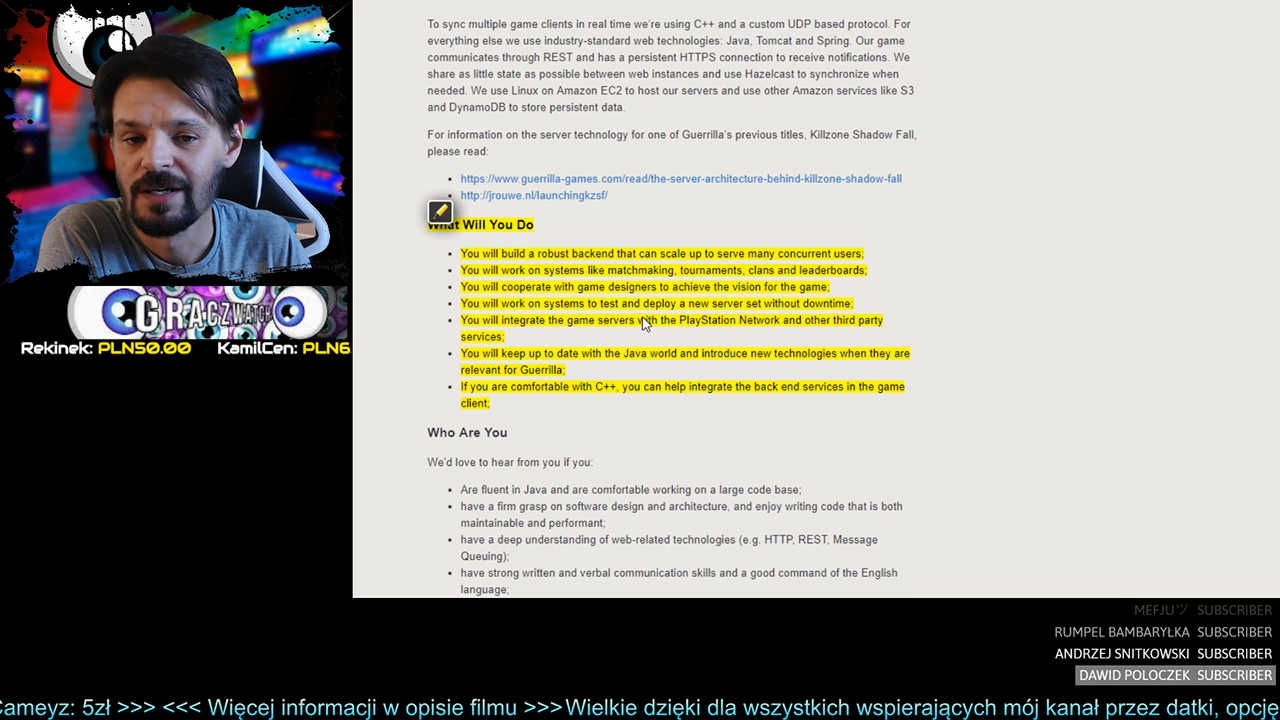 To sync multiple game clients in real time we're using C++ and a custom UDP based protocol. For
everything else we use industry-standard web technologies: Java, Tomcat and Spring. Our game
communicates through REST and has a persistent HTTPS connection to receive notifications. We
share as little state as possible between web instances and use Hazelcast to synchronize when
needed. We use Linux on Amazon EC2 to host our servers and use other Amazon services like S3
and DynamoDB to store persistent data.
For information on the server technology for one of Guerrilla's previous titles, Killzone Shadow Fall,
please read:
• https://www.guerrilla-games.com/read/the-server-architecture-behind-killzone-shadow-fall
• http://jrouwe.nl/launchingkzsf/
What Will You Do
• You will build a robust backend that can scale up to serve many concurrent users;
• You will work on systems like matchmaking, tournaments, clans and leaderboards;
• You will cooperate with game designers to achieve the vision for the game;
• You will work on systems to test and deploy a new server set without downtime;
• You will integrate the game servers with the PlayStation Network and other third party
services;
• You will keep up to date with the Java world and introduce new technologies when they are
relevant for Guerrilla;
• If you are comfortable with C++, you can help integrate the back end services in the game
client;
Who Are You
We'd love to hear from you if you:
• Are fluent in Java and are comfortable working on a large code base;
• have a firm grasp on software design and architecture, and enjoy writing code that is both
maintainable and performant;
• have a deep understanding of web-related technologies (e.g. HTTP, REST, Message
Queuing);
• have strong written and verbal communication skills and a good command of the English
language;
GRACZWATCH
Rekinek: PLN50.00 KamilCen: PLN6
MEFJUツ SUBSCRIBER
RUMPEL BAMBARYŁKA SUBSCRIBER
ANDRZEJ SNITKOWSKI SUBSCRIBER
DAWID POLOCZEK SUBSCRIBER
Cameyz: 5zł >>> <<< Więcej informacji w opisie filmu >>> Wielkie dzięki dla wszystkich wspierających mój kanał przez datki, opcję